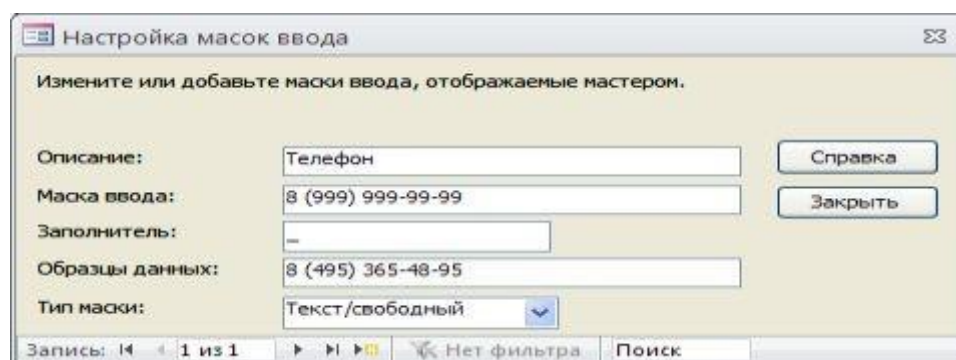 Настройка масок ввода
Измените или добавьте маски ввода, отображаемые мастером.
Описание: Телефон Справка
Маска ввода: 8 (999) 999-99-99 Закрыть
Заполнитель: _
Образцы данных: 8 (495) 365-48-95
Тип маски: Текст/свободный
Запись: 1 из 1 Нет фильтра Поиск